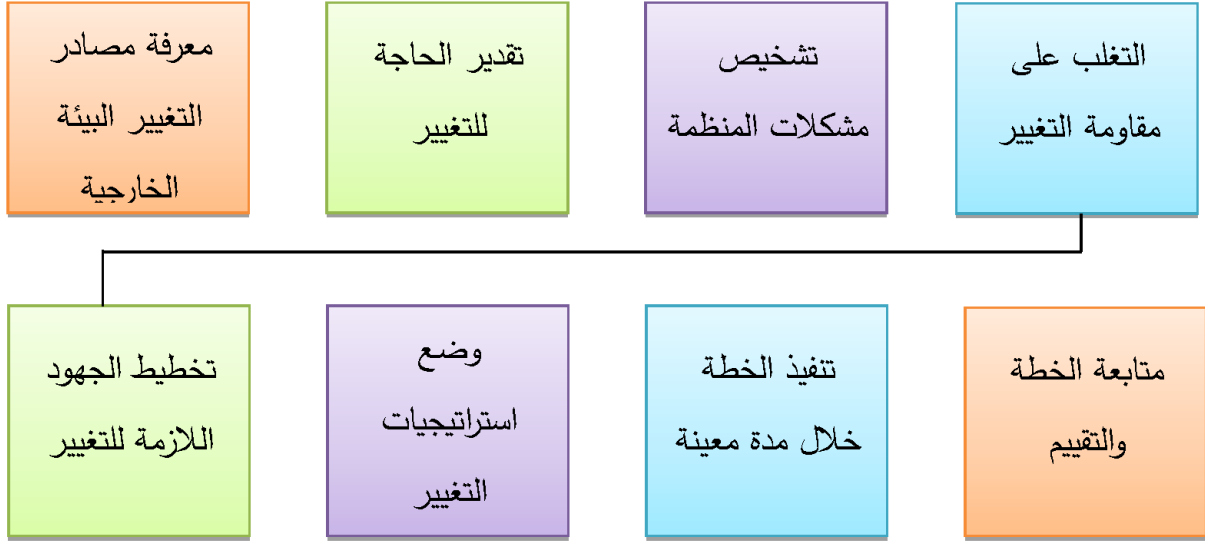 معرفة مصادر
التغيير البيئة
الخارجية
تقدير الحاجة
للتغيير
تشخيص
مشكلات المنظمة
التغلب على
مقاومة التغيير
تخطيط الجهود
اللازمة للتغيير
وضع
استراتيجيات
التغيير
تنفيذ الخطة
خلال مدة معينة
متابعة الخطة
والتقييم